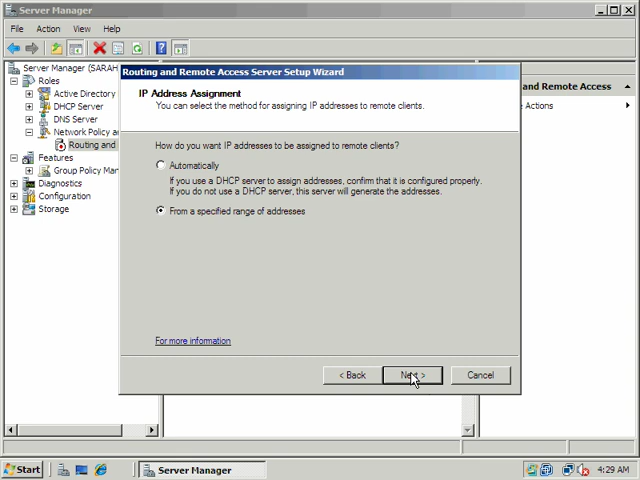 Server Manager
File Action View Help
Server Manager (SARAH
Roles
Active Directory
DHCP Server
DNS Server
Network Policy a
Routing and
Features
Group Policy Mar
Diagnostics
Configuration
Storage
Routing and Remote Access Server Setup Wizard
IP Address Assignment
You can select the method for assigning IP addresses to remote clients.
How do you want IP addresses to be assigned to remote clients?
Automatically
If you use a DHCP server to assign addresses, confirm that it is configured properly.
If you do not use a DHCP server, this server will generate the addresses.
From a specified range of addresses
For more information
< Back
Next >
Cancel
and Remote Access
Actions
Start
Server Manager
4:29 AM